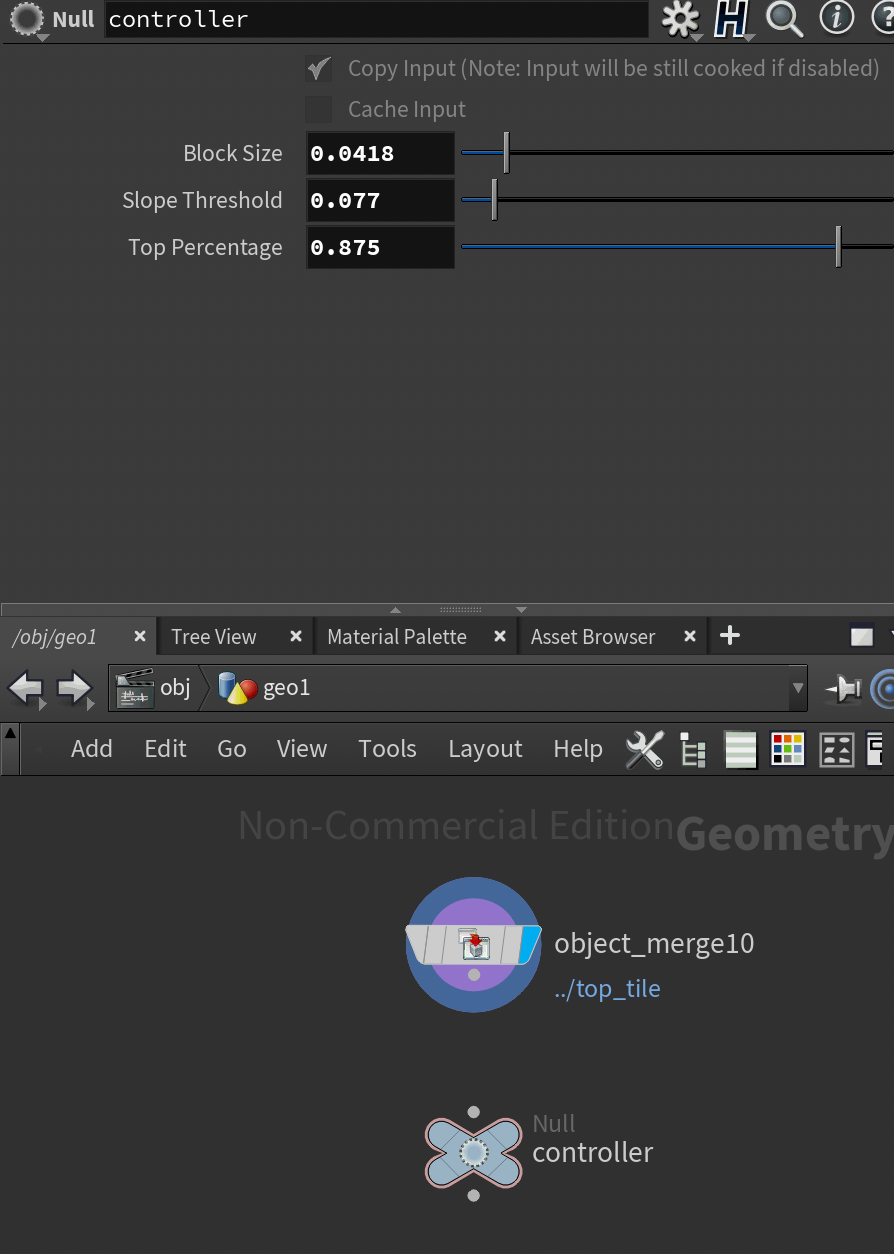 Null controller
Copy Input (Note: Input will be still cooked if disabled)
Cache Input
Block Size 0.0418
Slope Threshold 0.077
Top Percentage 0.875
/obj/geo1 Tree View Material Palette Asset Browser
obj geo1
Add Edit Go View Tools Layout Help
Non-Commercial Edition Geometry
object_merge10
../top_tile
Null
controller